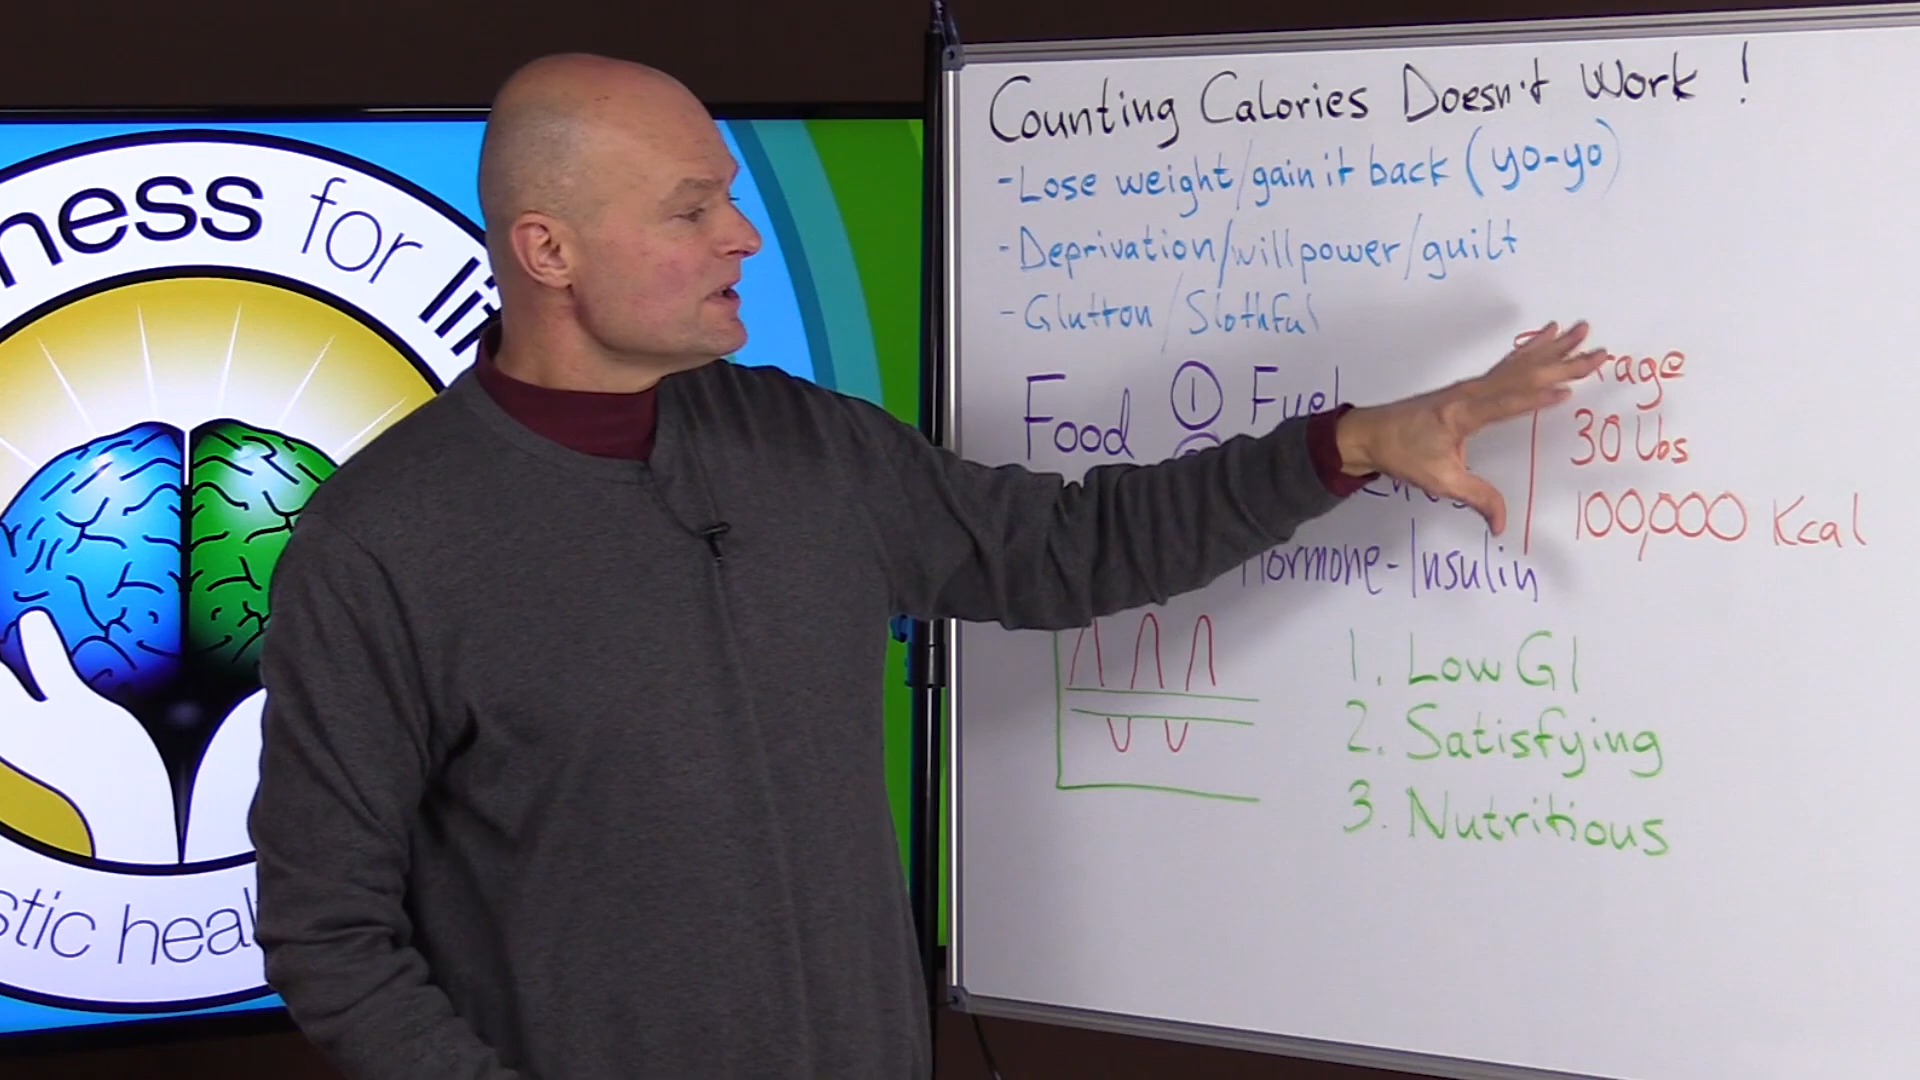 ness for li
stic heal
Counting Calories Doesn't Work !
- Lose weight/gain it back (yo-yo)
- Deprivation/willpower/guilt
- Glutton / Slothful
Food ① Fuel
rage
30 lbs
100,000 Kcal
Hormone - Insulin
1. Low GI
2. Satisfying
3. Nutritious